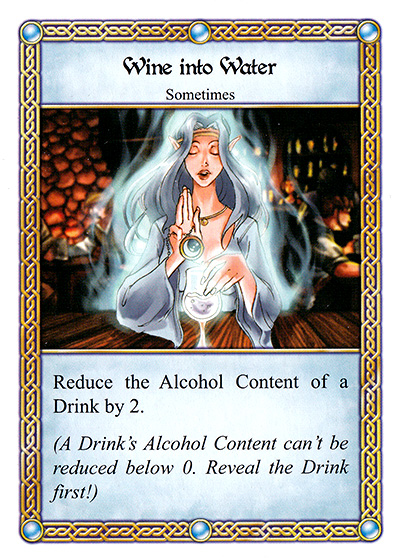 Wine into Water
Sometimes
Reduce the Alcohol Content of a
Drink by 2.
(A Drink's Alcohol Content can't be
reduced below 0. Reveal the Drink
first!)